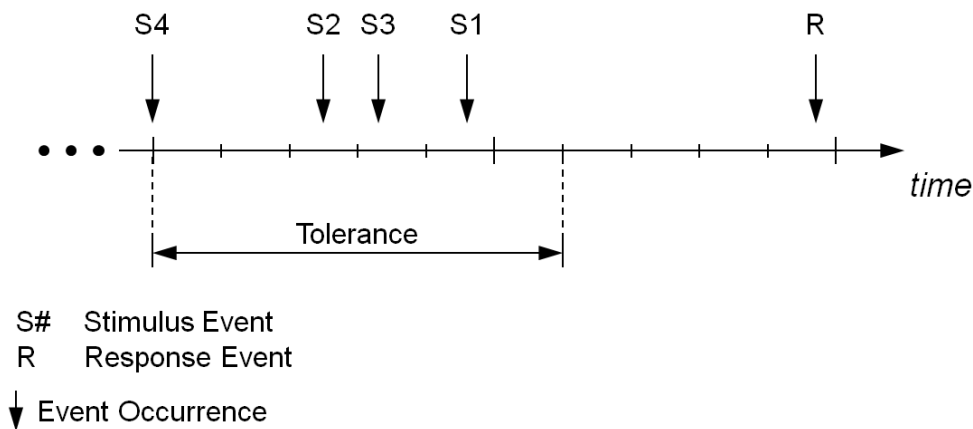 S4 S2 S3 S1 R
time
Tolerance
S# Stimulus Event
R Response Event
Event Occurrence